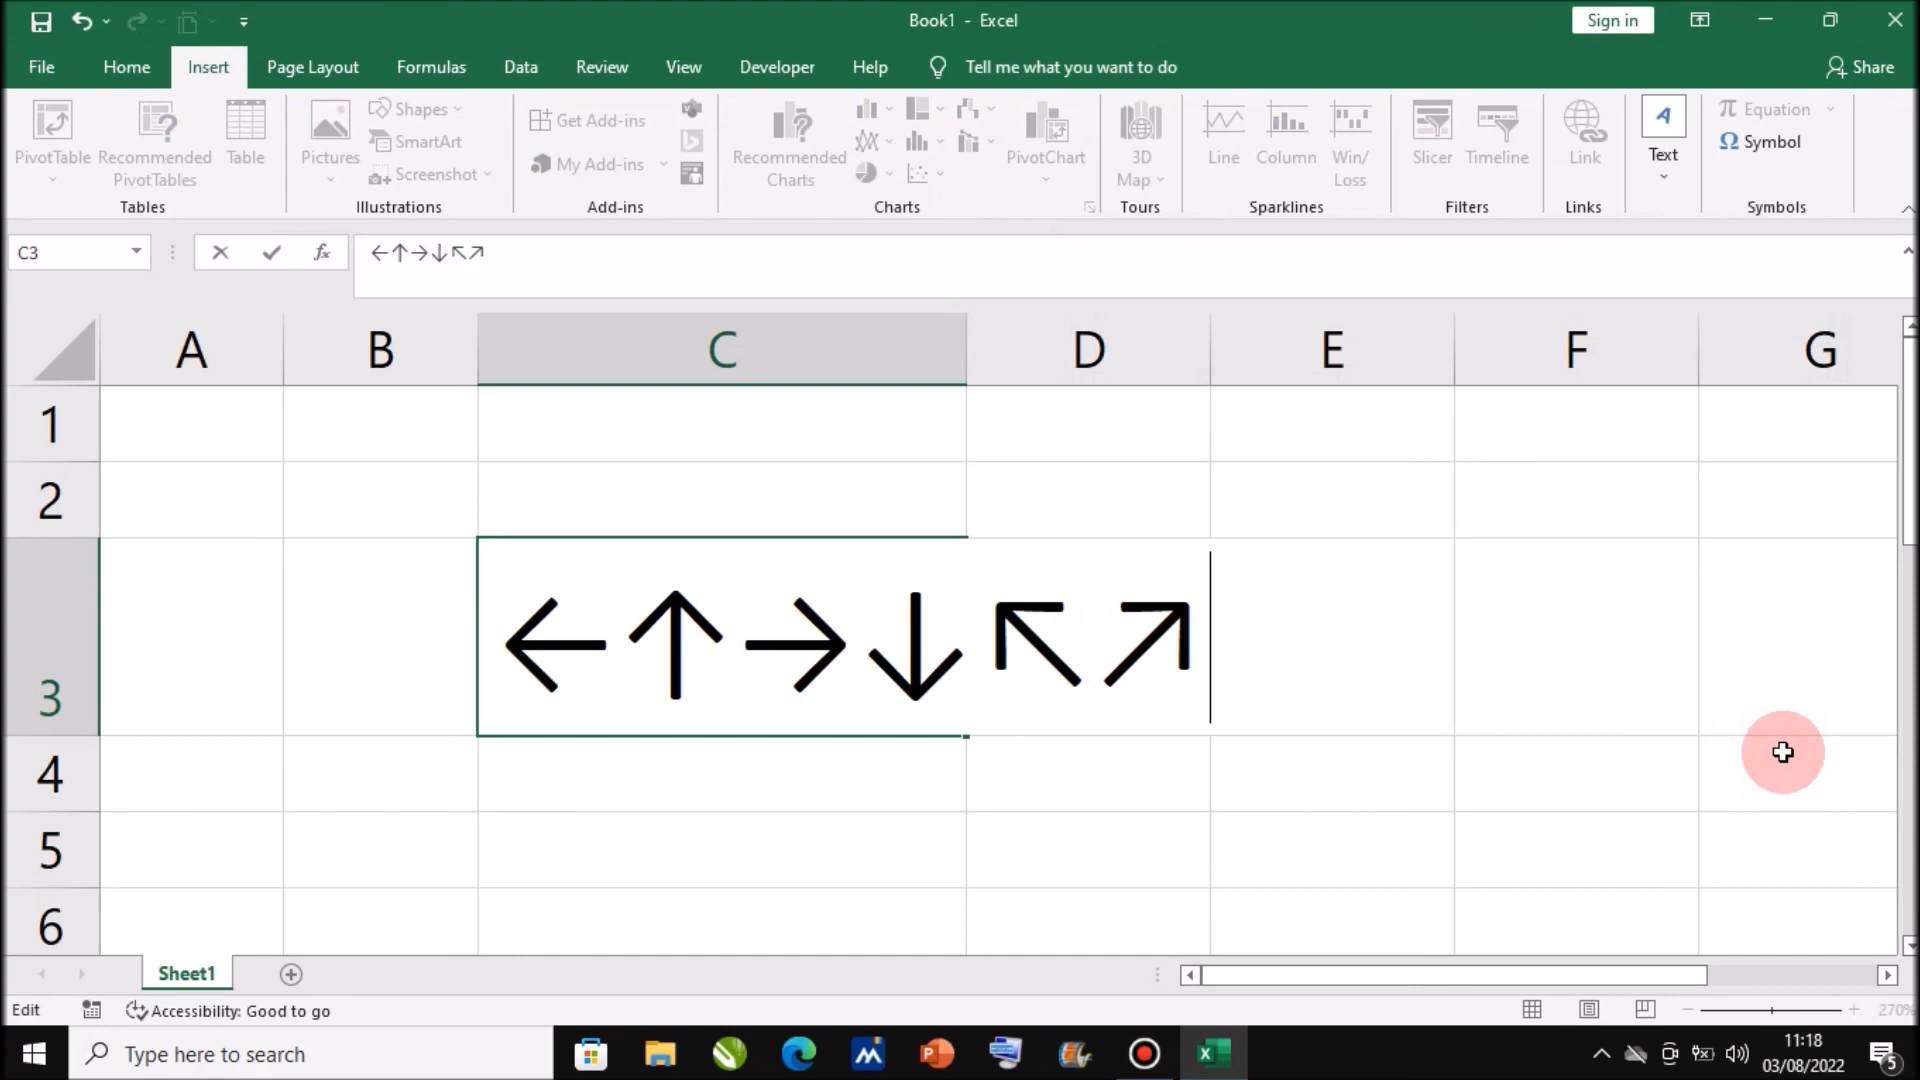 Book1 - Excel
Sign in
File Home Insert Page Layout Formulas Data Review View Developer Help Tell me what you want to do Share
PivotTable
Recommended PivotTables
Table
Tables
Pictures
Shapes
SmartArt
Screenshot
Illustrations
Get Add-ins
My Add-ins
Add-ins
Recommended Charts
PivotChart
Charts
3D Map
Tours
Line
Column
Win/Loss
Sparklines
Slicer
Timeline
Filters
Link
Links
A
Text
π Equation
Ω Symbol
Symbols
C3 fx ←↑→↓↖↗
A B C D E F G
1
2
3 ←↑→↓↖↗
4
5
6
Sheet1
Edit Accessibility: Good to go 270%
Type here to search
11:18
03/08/2022
5